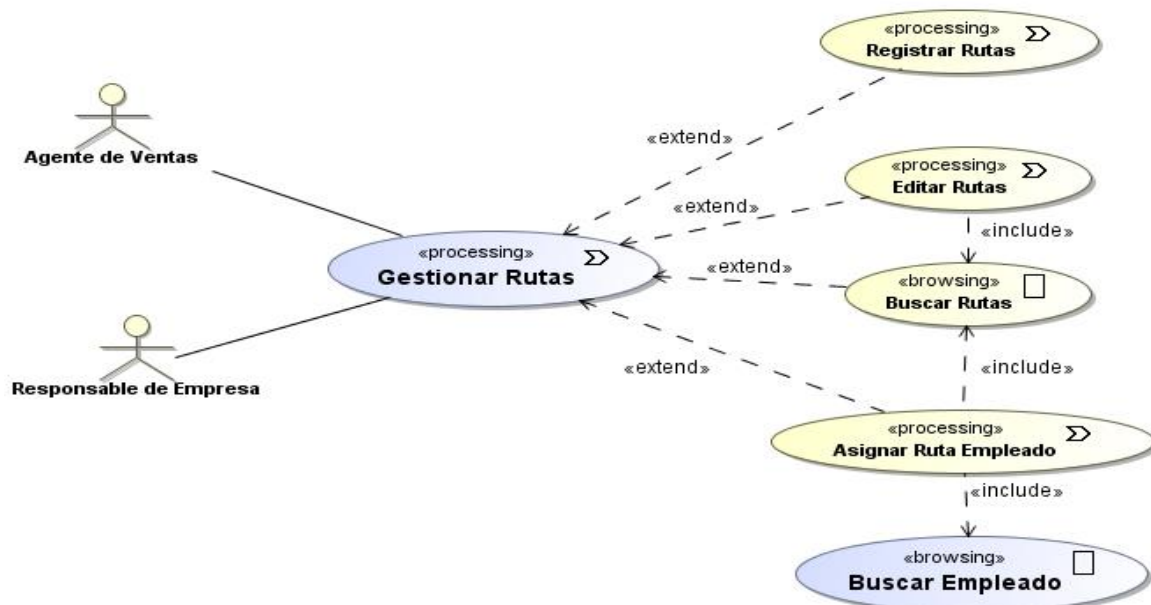 «processing»
Registrar Rutas
«extend»
Agente de Ventas
«processing»
Editar Rutas
«extend»
«include»
«processing»
Gestionar Rutas
«extend»
«browsing»
Buscar Rutas
«extend»
«include»
Responsable de Empresa
«processing»
Asignar Ruta Empleado
«include»
«browsing»
Buscar Empleado